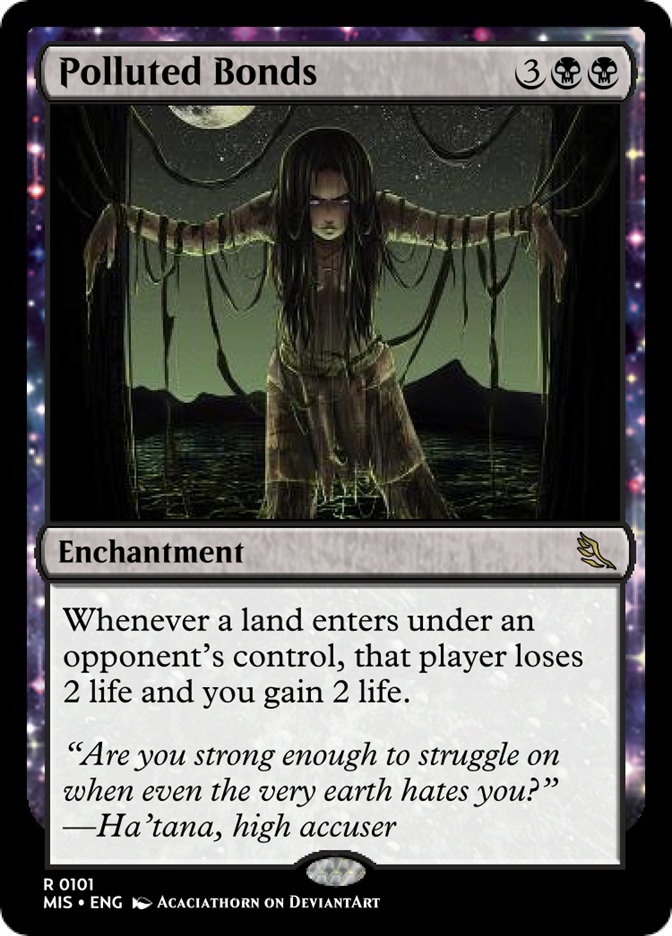 Polluted Bonds 3
Enchantment
Whenever a land enters under an
opponent's control, that player loses
2 life and you gain 2 life.
“Are you strong enough to struggle on
when even the very earth hates you?”
—Ha'tana, high accuser
R 0101
MIS • ENG Acaciathorn on DeviantArt